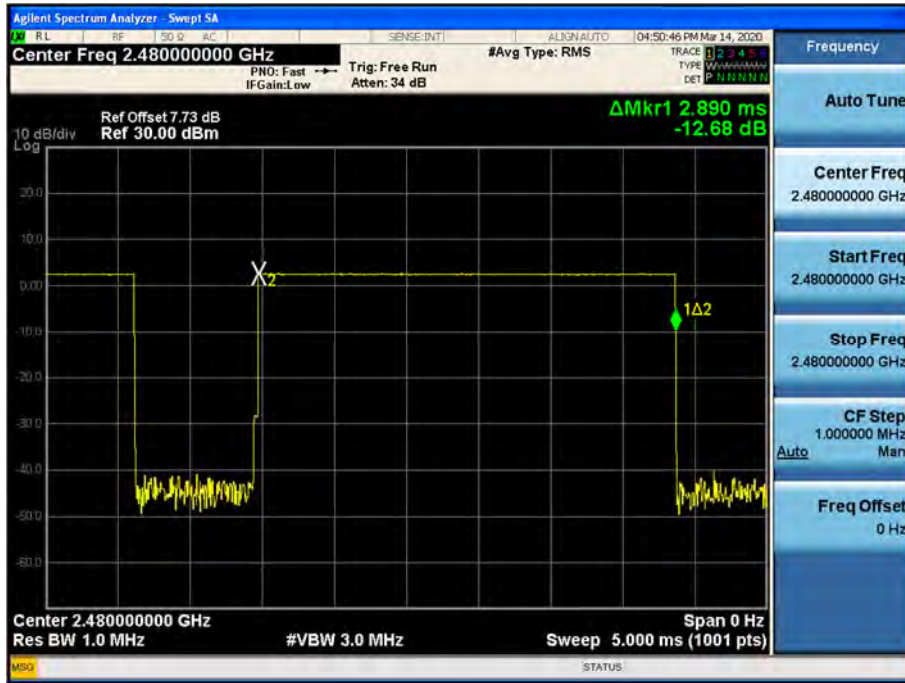 Agilent Spectrum Analyzer - Swept SA
RL RF 50 Ω AC SENSE:INT ALIGNAUTO 04:50:46 PM Mar 14, 2020
Center Freq 2.480000000 GHz
PNO: Fast
IFGain:Low
Trig: Free Run
Atten: 34 dB
#Avg Type: RMS
TRACE 1 2 3 4 5 6
TYPE
DET P N N N N N
ΔMkr1 2.890 ms
-12.68 dB
Ref Offset 7.73 dB
10 dB/div Ref 30.00 dBm
Log
20.0
10.0
0.00
-10.0
-20.0
-30.0
-40.0
-50.0
-60.0
2
1Δ2
Center 2.480000000 GHz Span 0 Hz
Res BW 1.0 MHz #VBW 3.0 MHz Sweep 5.000 ms (1001 pts)
MSG STATUS
Frequency
Auto Tune
Center Freq
2.480000000 GHz
Start Freq
2.480000000 GHz
Stop Freq
2.480000000 GHz
CF Step
1.000000 MHz
Auto Man
Freq Offset
0 Hz